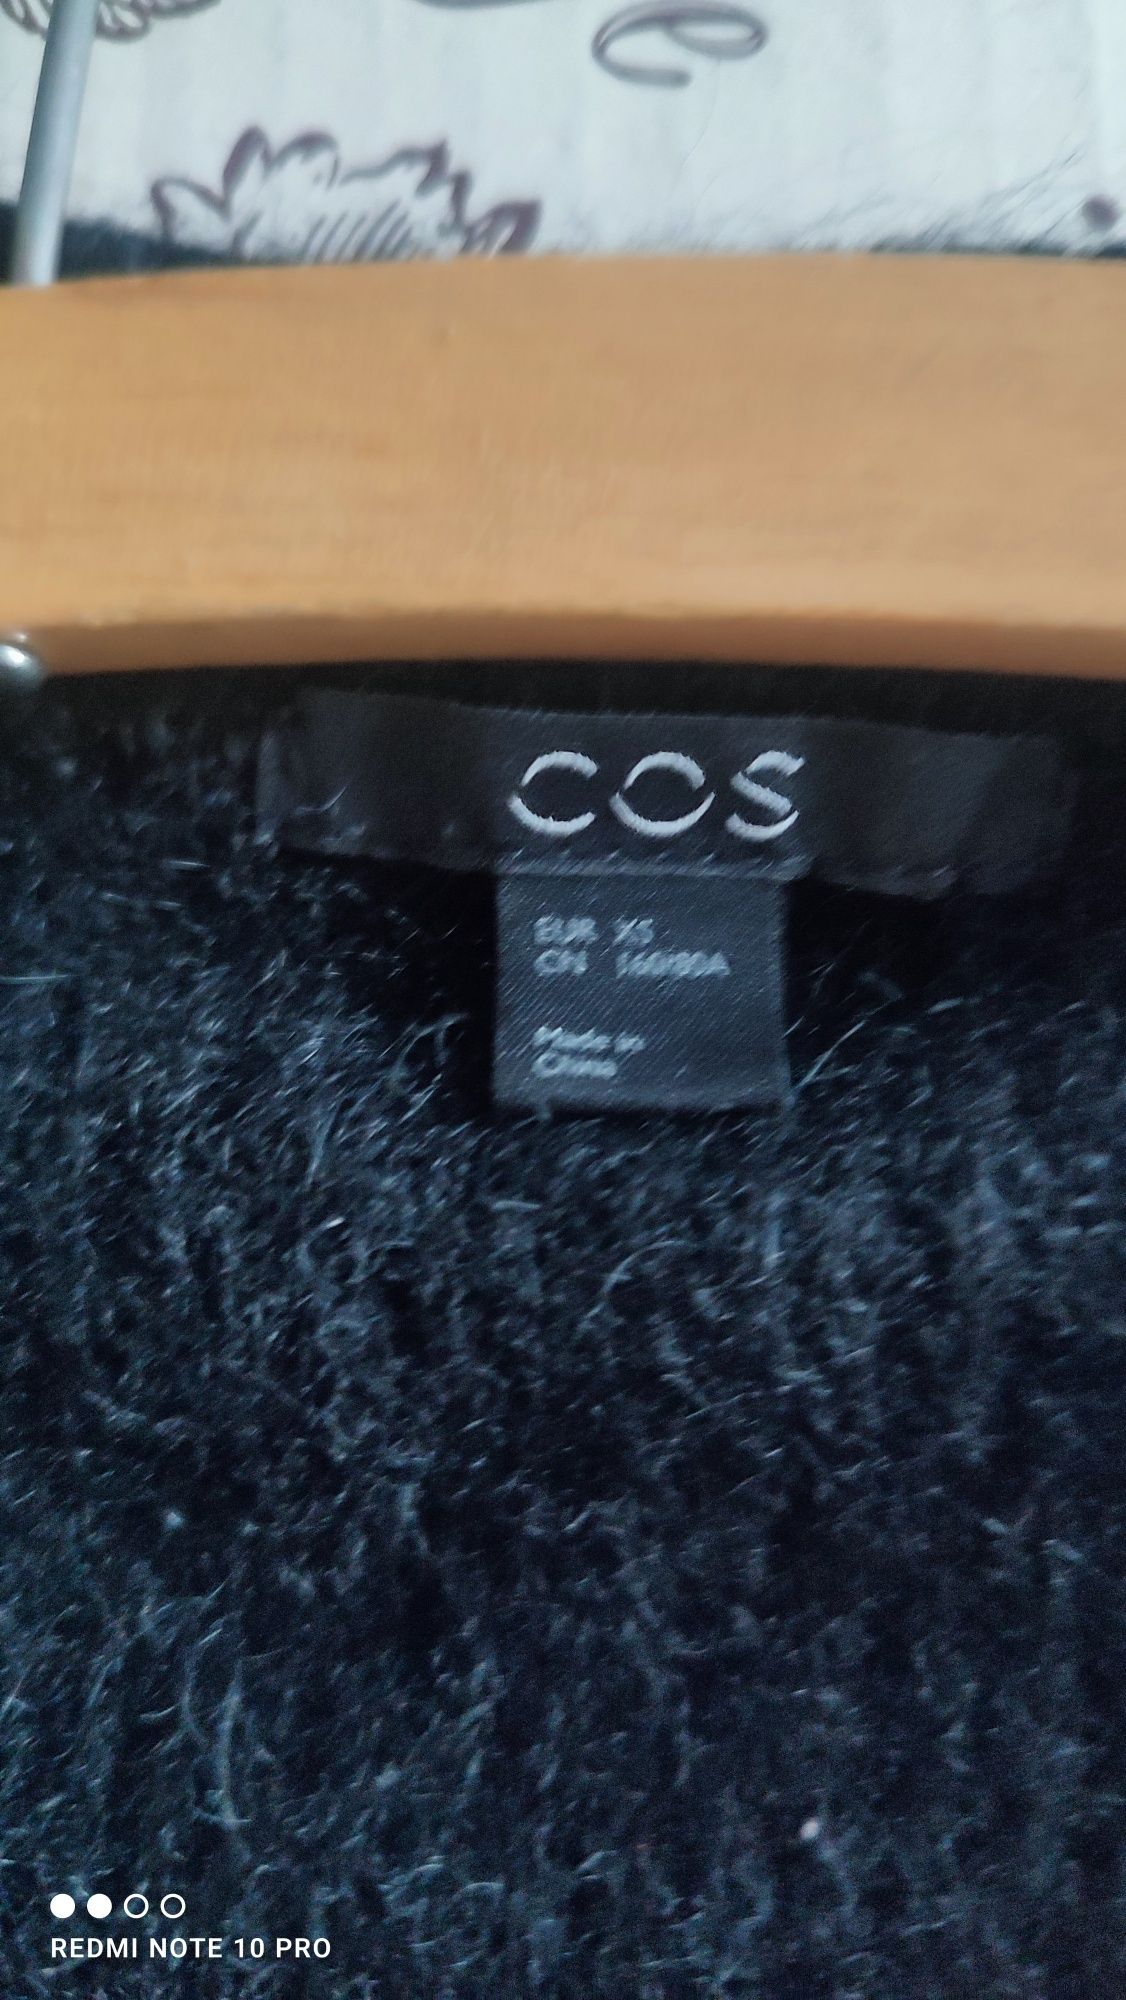 COS
EUR XS
CN 160/80A
Made in
China
REDMI NOTE 10 PRO